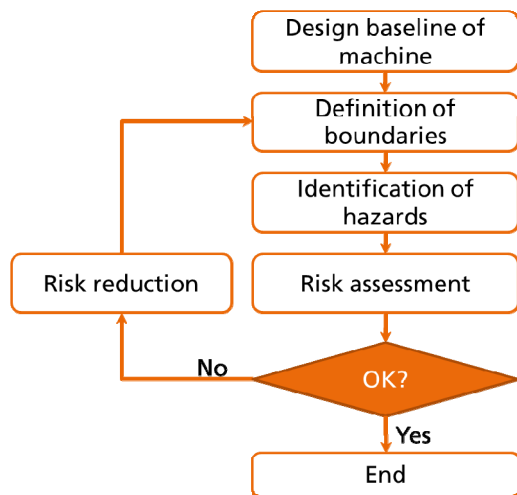 Design baseline of
machine
Definition of
boundaries
Identification of
hazards
Risk reduction
Risk assessment
No
OK?
Yes
End